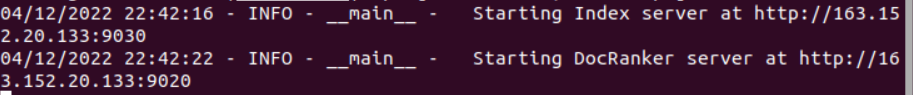 04/12/2022 22:42:16 - INFO - __main__ -   Starting Index server at http://163.15
2.20.133:9030
04/12/2022 22:42:22 - INFO - __main__ -   Starting DocRanker server at http://16
3.152.20.133:9020